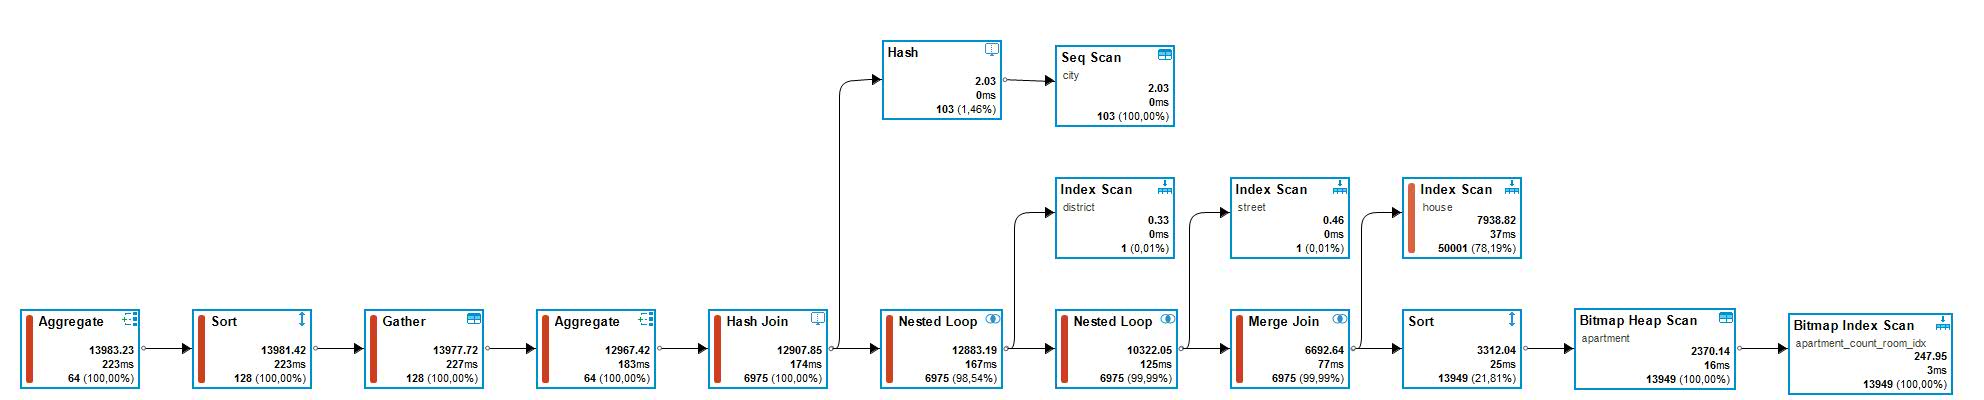 Hash
2.03
0ms
103 (1,46%)
Seq Scan
city
2.03
0ms
103 (100,00%)
Index Scan
district
0.33
0ms
1 (0,01%)
Index Scan
street
0.46
0ms
1 (0,01%)
Index Scan
house
7938.82
37ms
50001 (78,19%)
Aggregate
13983.23
223ms
64 (100,00%)
Sort
13981.42
223ms
128 (100,00%)
Gather
13977.72
227ms
128 (100,00%)
Aggregate
12967.42
183ms
64 (100,00%)
Hash Join
12907.85
174ms
6975 (100,00%)
Nested Loop
12883.19
167ms
6975 (98,54%)
Nested Loop
10322.05
125ms
6975 (99,99%)
Merge Join
6692.64
77ms
6975 (99,99%)
Sort
3312.04
25ms
13949 (21,81%)
Bitmap Heap Scan
apartment
2370.14
16ms
13949 (100,00%)
Bitmap Index Scan
apartment_count_room_idx
247.95
3ms
13949 (100,00%)